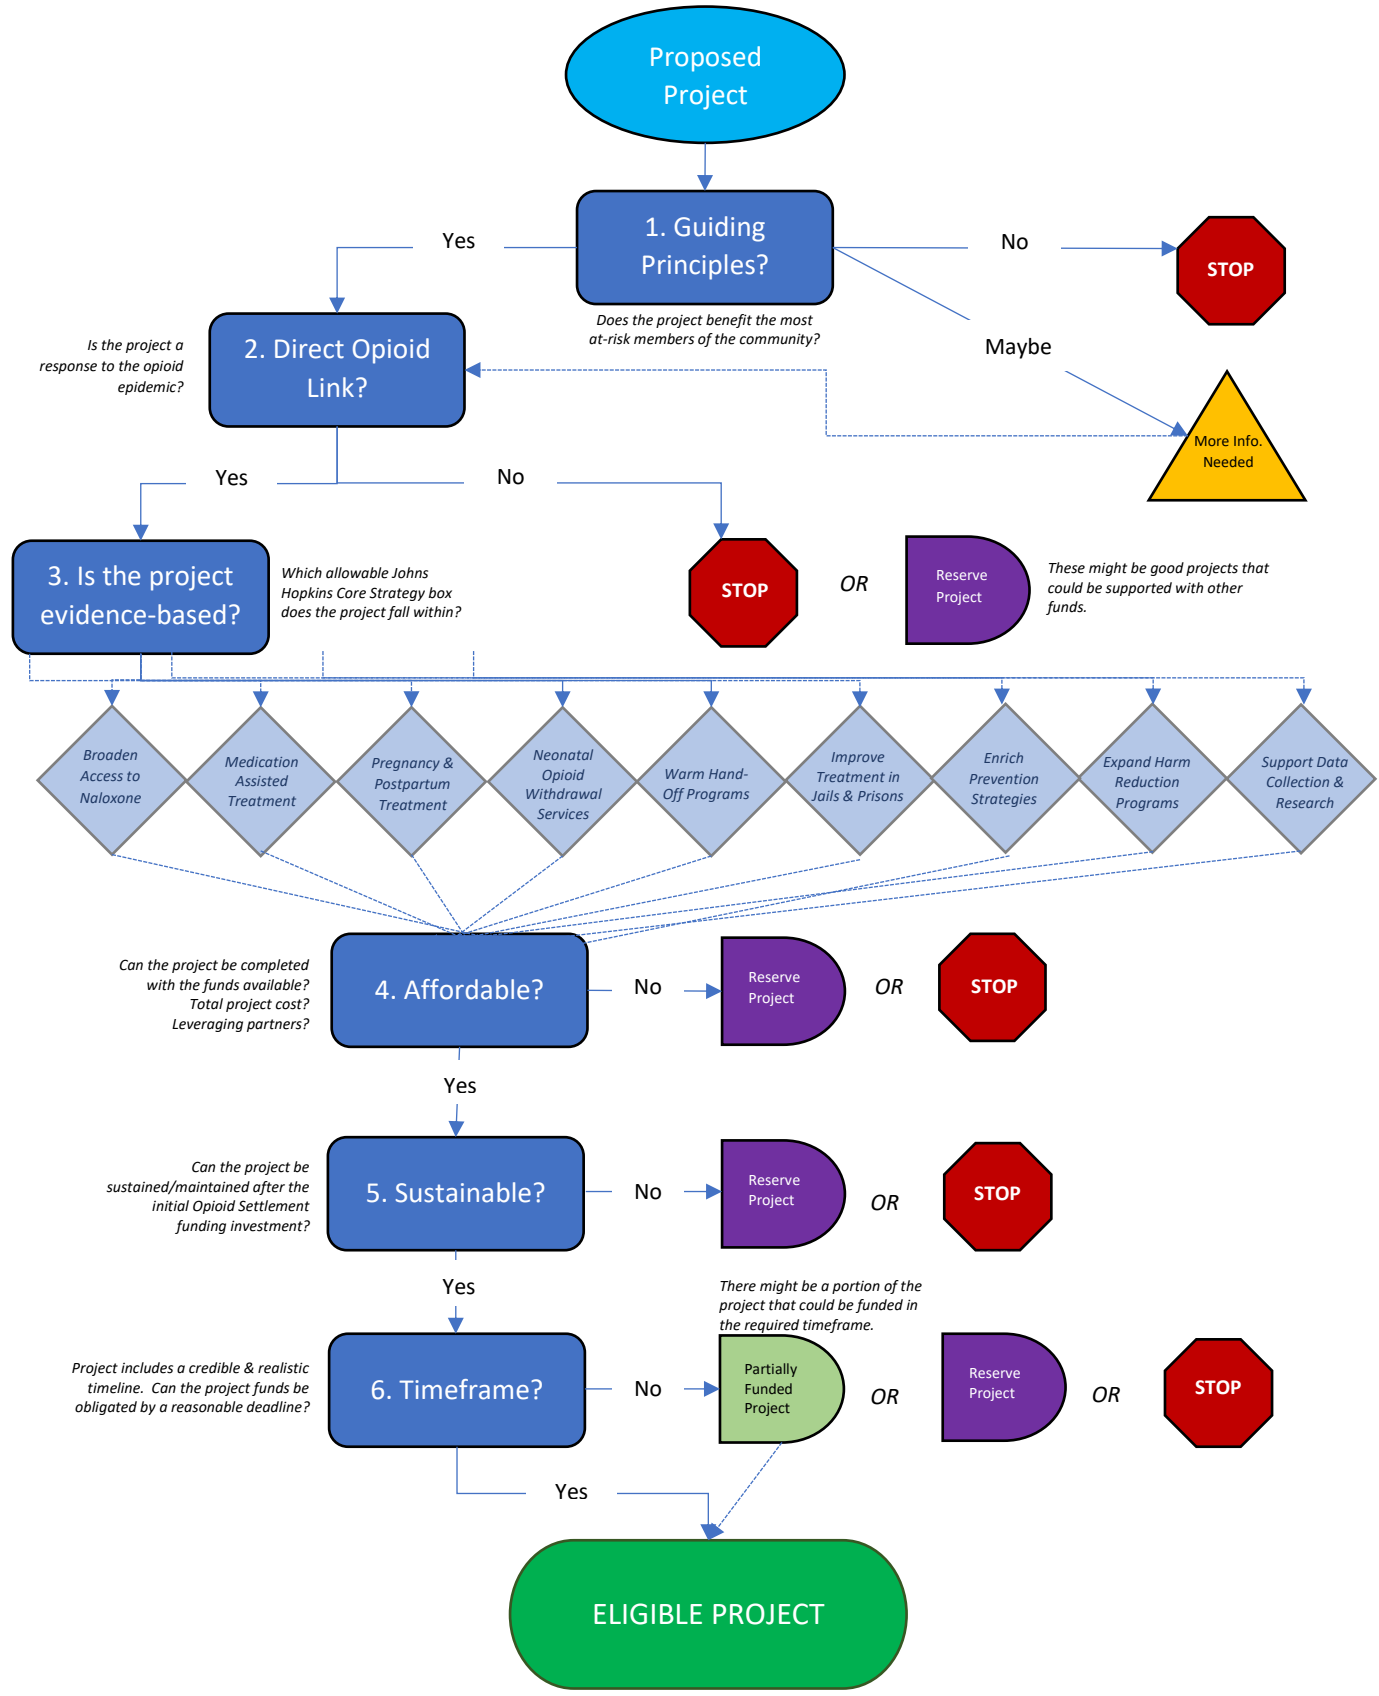 Proposed
Project
1. Guiding
Principles?
Yes
No
STOP
Does the project benefit the most
at-risk members of the community?
Maybe
Is the project a
response to the opioid
epidemic?
2. Direct Opioid
Link?
More Info.
Needed
Yes
No
3. Is the project
evidence-based?
Which allowable Johns
Hopkins Core Strategy box
does the project fall within?
STOP
OR
Reserve
Project
These might be good projects that
could be supported with other
funds.
Broaden
Access to
Naloxone
Medication
Assisted
Treatment
Pregnancy &
Postpartum
Treatment
Neonatal
Opioid
Withdrawal
Services
Warm Hand-
Off Programs
Improve
Treatment in
Jails & Prisons
Enrich
Prevention
Strategies
Expand Harm
Reduction
Programs
Support Data
Collection &
Research
Can the project be completed
with the funds available?
Total project cost?
Leveraging partners?
4. Affordable?
No
Reserve
Project
OR
STOP
Yes
Can the project be
sustained/maintained after the
initial Opioid Settlement
funding investment?
5. Sustainable?
No
Reserve
Project
OR
STOP
Yes
There might be a portion of the
project that could be funded in
the required timeframe.
Project includes a credible & realistic
timeline. Can the project funds be
obligated by a reasonable deadline?
6. Timeframe?
No
Partially
Funded
Project
OR
Reserve
Project
OR
STOP
Yes
ELIGIBLE PROJECT